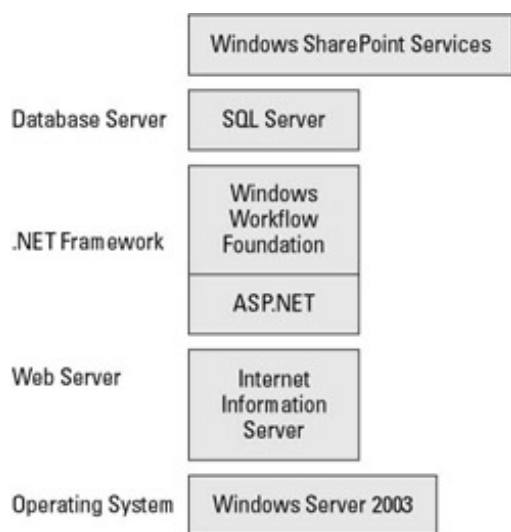 Windows SharePoint Services
Database Server
SQL Server
.NET Framework
Windows
Workflow
Foundation
ASP.NET
Web Server
Internet
Information
Server
Operating System
Windows Server 2003